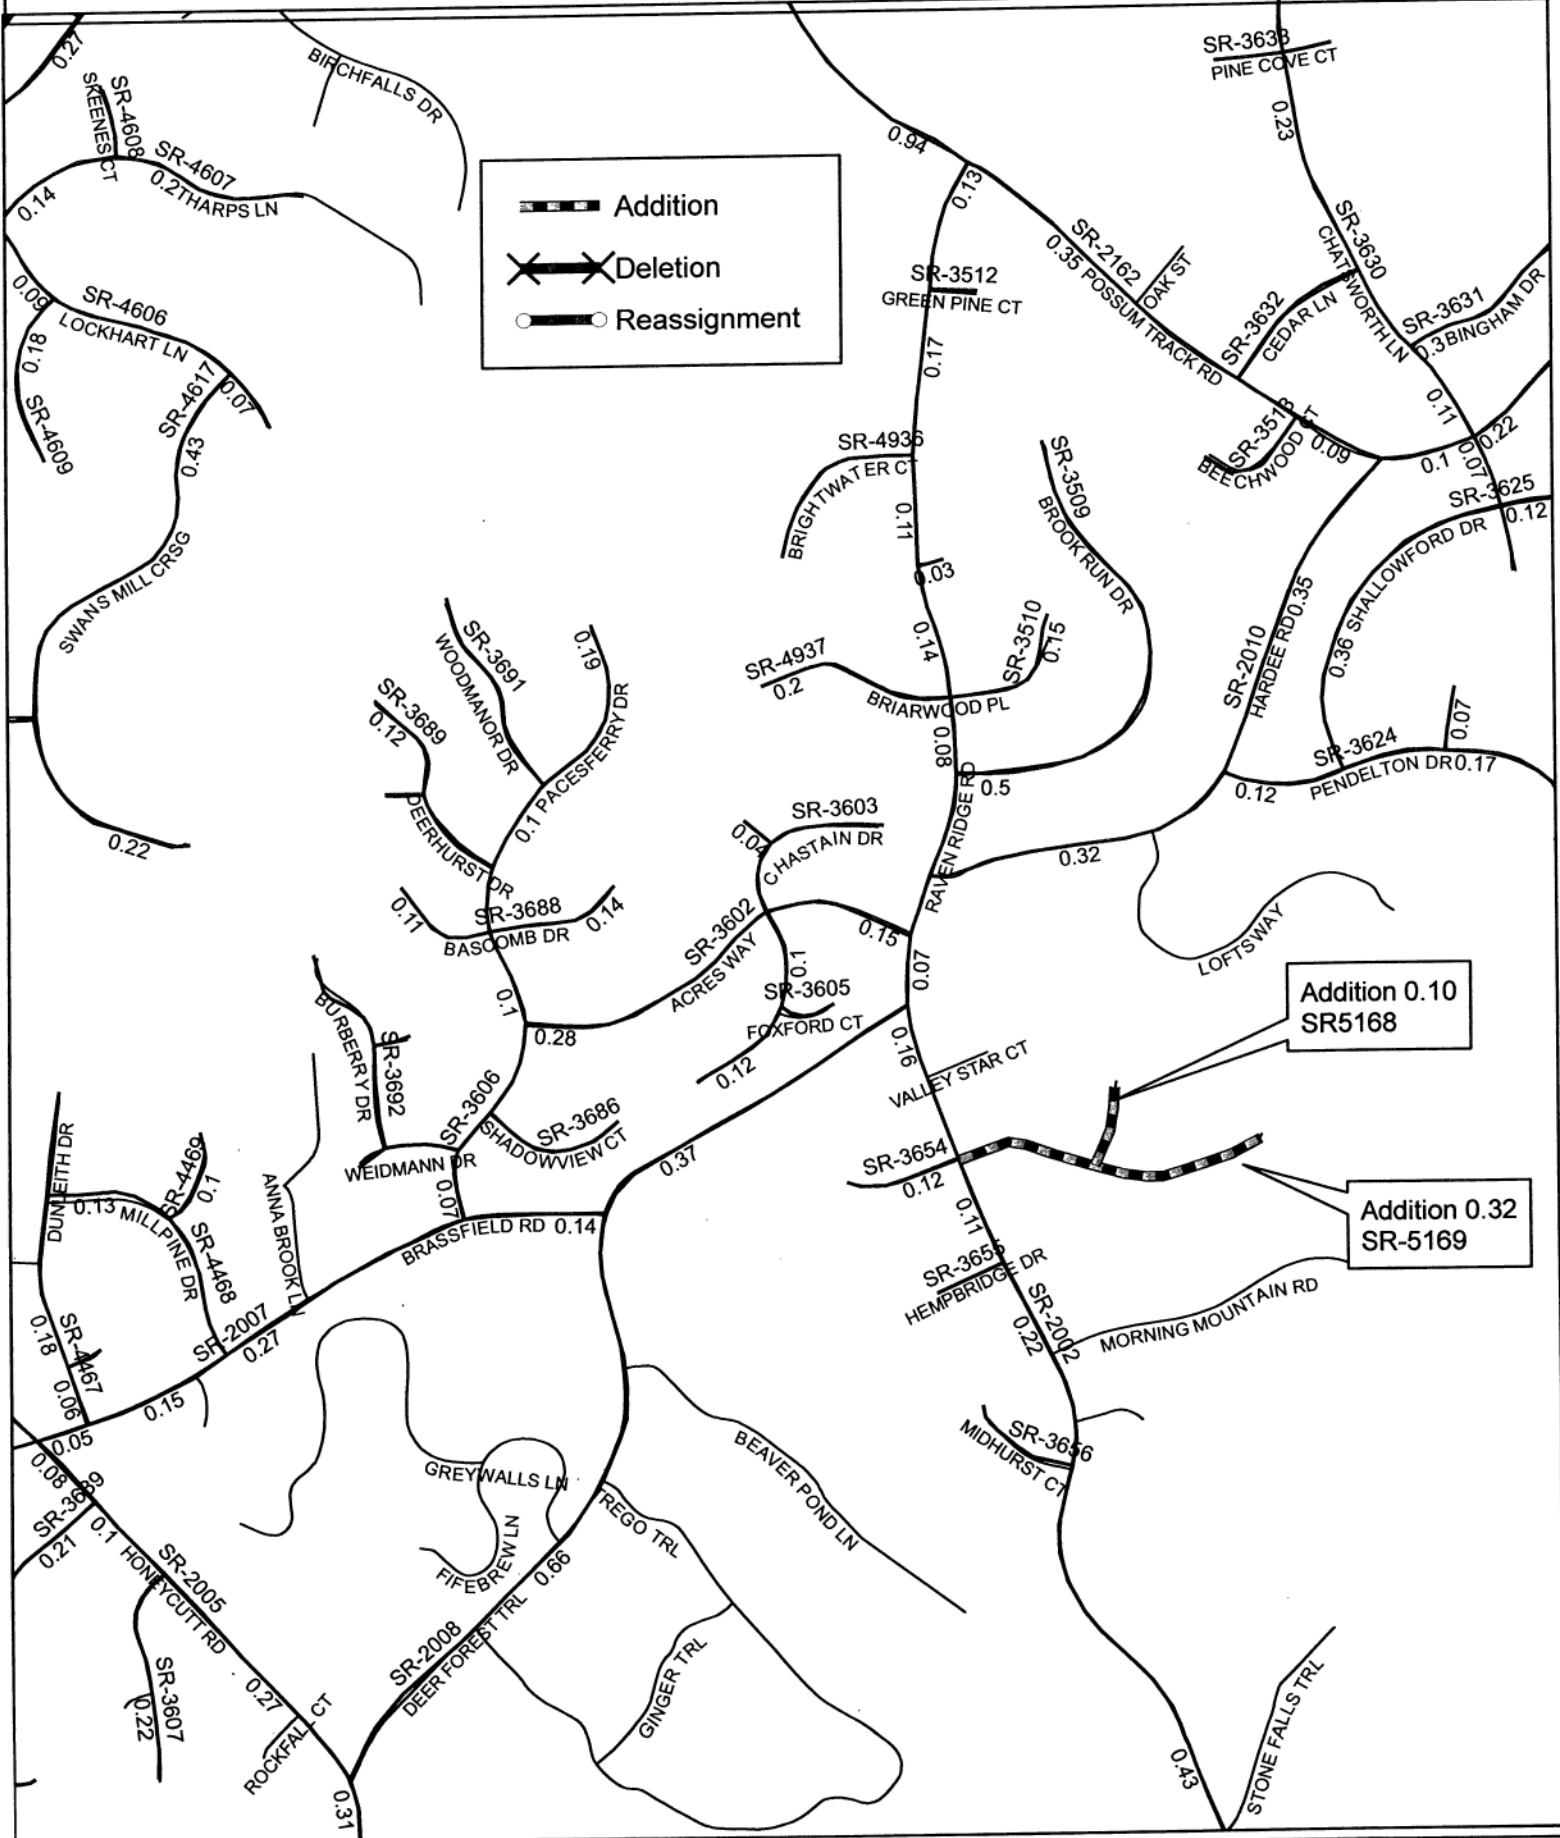 0.27
BIRCHFALLS DR
SR-3633
PINE COVE CT
0.23
SKEENES CT
SR-4608
SR-4607
0.2
THARPS LN
0.14
0.94
0.13
Addition
Deletion
Reassignment
SR-3512
GREEN PINE CT
0.17
SR-2162
0.35 POSSUM TRACK RD
OAK ST
SR-3630
CHATSWORTH LN
SR-3632
CEDAR LN
SR-3631
0.3 BINGHAM DR
0.09
SR-4606
LOCKHART LN
0.18
SR-4609
SR-4617
0.07
0.43
SWANS MILL CRSG
0.22
SR-4936
BRIGHTWATER CT
0.11
0.03
SR-3509
BROOK RUN DR
SR-3513
BEECHWOOD CT
0.09
0.11
0.1
0.22
0.07
SR-3625
0.12
0.36 SHALLOWFORD DR
SR-2010
HARDEE RD 0.35
0.14
SR-4937
0.2
BRIARWOOD PL
SR-3510
0.15
0.08
0.5
RAVEN RIDGE RD
SR-3624
PENDELTON DR 0.17
0.12
0.07
0.32
LOFTSWAY
SR-3691
WOODMANOR DR
0.19
0.1 PACESFERRY DR
SR-3689
0.12
DEERHURST DR
SR-3688
BASCOMB DR
0.11
0.14
0.1
0.28
SR-3603
CHASTAIN DR
0.04
SR-3602
ACRES WAY
0.15
0.1
SR-3605
FOXFORD CT
0.12
0.07
0.16
VALLEY STAR CT
Addition 0.10
SR5168
BURBERRY DR
SR-3692
WEIDMANN DR
SR-3606
SR-3686
SHADOWVIEW CT
0.07
0.37
SR-3654
0.12
0.11
Addition 0.32
SR-5169
DUNLEITH DR
0.13 MILLPINE DR
SR-4469
0.1
SR-4468
ANNA BROOK LN
BRASSFIELD RD 0.14
SR-2007
0.27
SR-3655
HEMPBRIDGE DR
SR-2002
0.22
MORNING MOUNTAIN RD
0.18
SR-4467
0.06
0.15
0.05
0.08
SR-3639
0.21
0.1
HONEYCUTT RD
SR-2005
GREYWALLS LN
FIFEBREW LN
TREGO TRL
BEAVER POND LN
SR-3656
MIDHURST CT
0.66
SR-2008
DEER FOREST TRL
GINGER TRL
SR-3607
0.22
0.27
ROCKFALL CT
0.31
0.43
STONE FALLS TRL